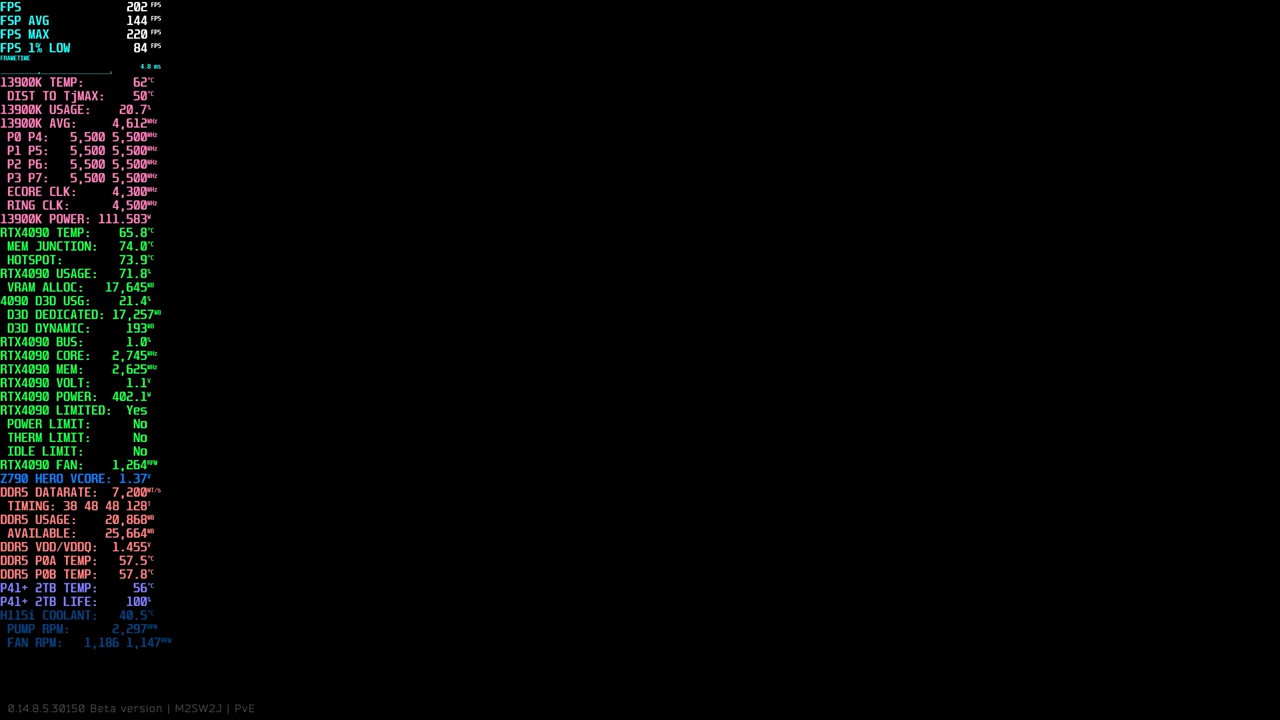 FPS 202 FPS
FSP AVG 144 FPS
FPS MAX 220 FPS
FPS 1% LOW 84 FPS
FRAMETIME
4.8 ms
13900K TEMP: 62°C
DIST TO TjMAX: 50°C
13900K USAGE: 20.7%
13900K AVG: 4,612MHz
P0 P4: 5,500 5,500MHz
P1 P5: 5,500 5,500MHz
P2 P6: 5,500 5,500MHz
P3 P7: 5,500 5,500MHz
ECORE CLK: 4,300MHz
RING CLK: 4,500MHz
13900K POWER: 111.583W
RTX4090 TEMP: 65.8°C
MEM JUNCTION: 74.0°C
HOTSPOT: 73.9°C
RTX4090 USAGE: 71.8%
VRAM ALLOC: 17,645MB
4090 D3D USG: 21.4%
D3D DEDICATED: 17,257MB
D3D DYNAMIC: 193MB
RTX4090 BUS: 1.0%
RTX4090 CORE: 2,745MHz
RTX4090 MEM: 2,625MHz
RTX4090 VOLT: 1.1V
RTX4090 POWER: 402.1W
RTX4090 LIMITED: Yes
POWER LIMIT: No
THERM LIMIT: No
IDLE LIMIT: No
RTX4090 FAN: 1,264RPM
Z790 HERO VCORE: 1.37V
DDR5 DATARATE: 7,200MT/s
TIMING: 38 48 48 128T
DDR5 USAGE: 20,868MB
AVAILABLE: 25,664MB
DDR5 VDD/VDDQ: 1.455V
DDR5 P0A TEMP: 57.5°C
DDR5 P0B TEMP: 57.8°C
P41+ 2TB TEMP: 56°C
P41+ 2TB LIFE: 100%
H115i COOLANT: 40.5°C
PUMP RPM: 2,297RPM
FAN RPM: 1,186 1,147RPM
0.14.8.5.30150 Beta version | M2SW2J | PvE